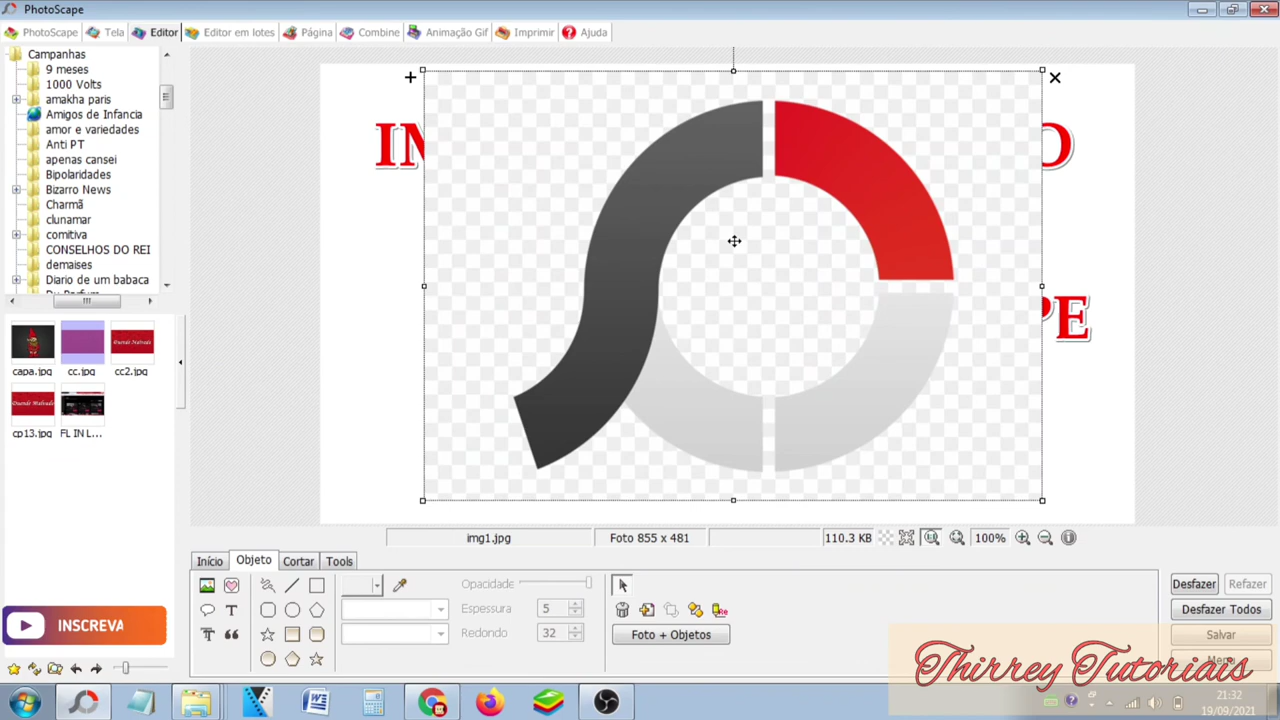 PhotoScape
PhotoScape
Tela
Editor
Editor em lotes
Página
Combine
Animação Gif
Imprimir
Ajuda
Campanhas
9 meses
1000 Volts
amakha paris
Amigos de Infancia
amor e variedades
Anti PT
apenas cansei
Bipolaridades
Bizarro News
Charmã
clunamar
comitiva
CONSELHOS DO REI
demaises
Diario de um babaca
IM
O
PE
capa.jpg
cc.jpg
cc2.jpg
cp13.jpg
FL IN L...
img1.jpg
Foto 855 x 481
110.3 KB
100%
Início
Objeto
Cortar
Tools
Opacidade
Espessura
5
Redondo
32
Foto + Objetos
Desfazer
Refazer
Desfazer Todos
Salvar
Menu
INSCREVA
Thirrey Tutoriais
21:32
19/09/2021